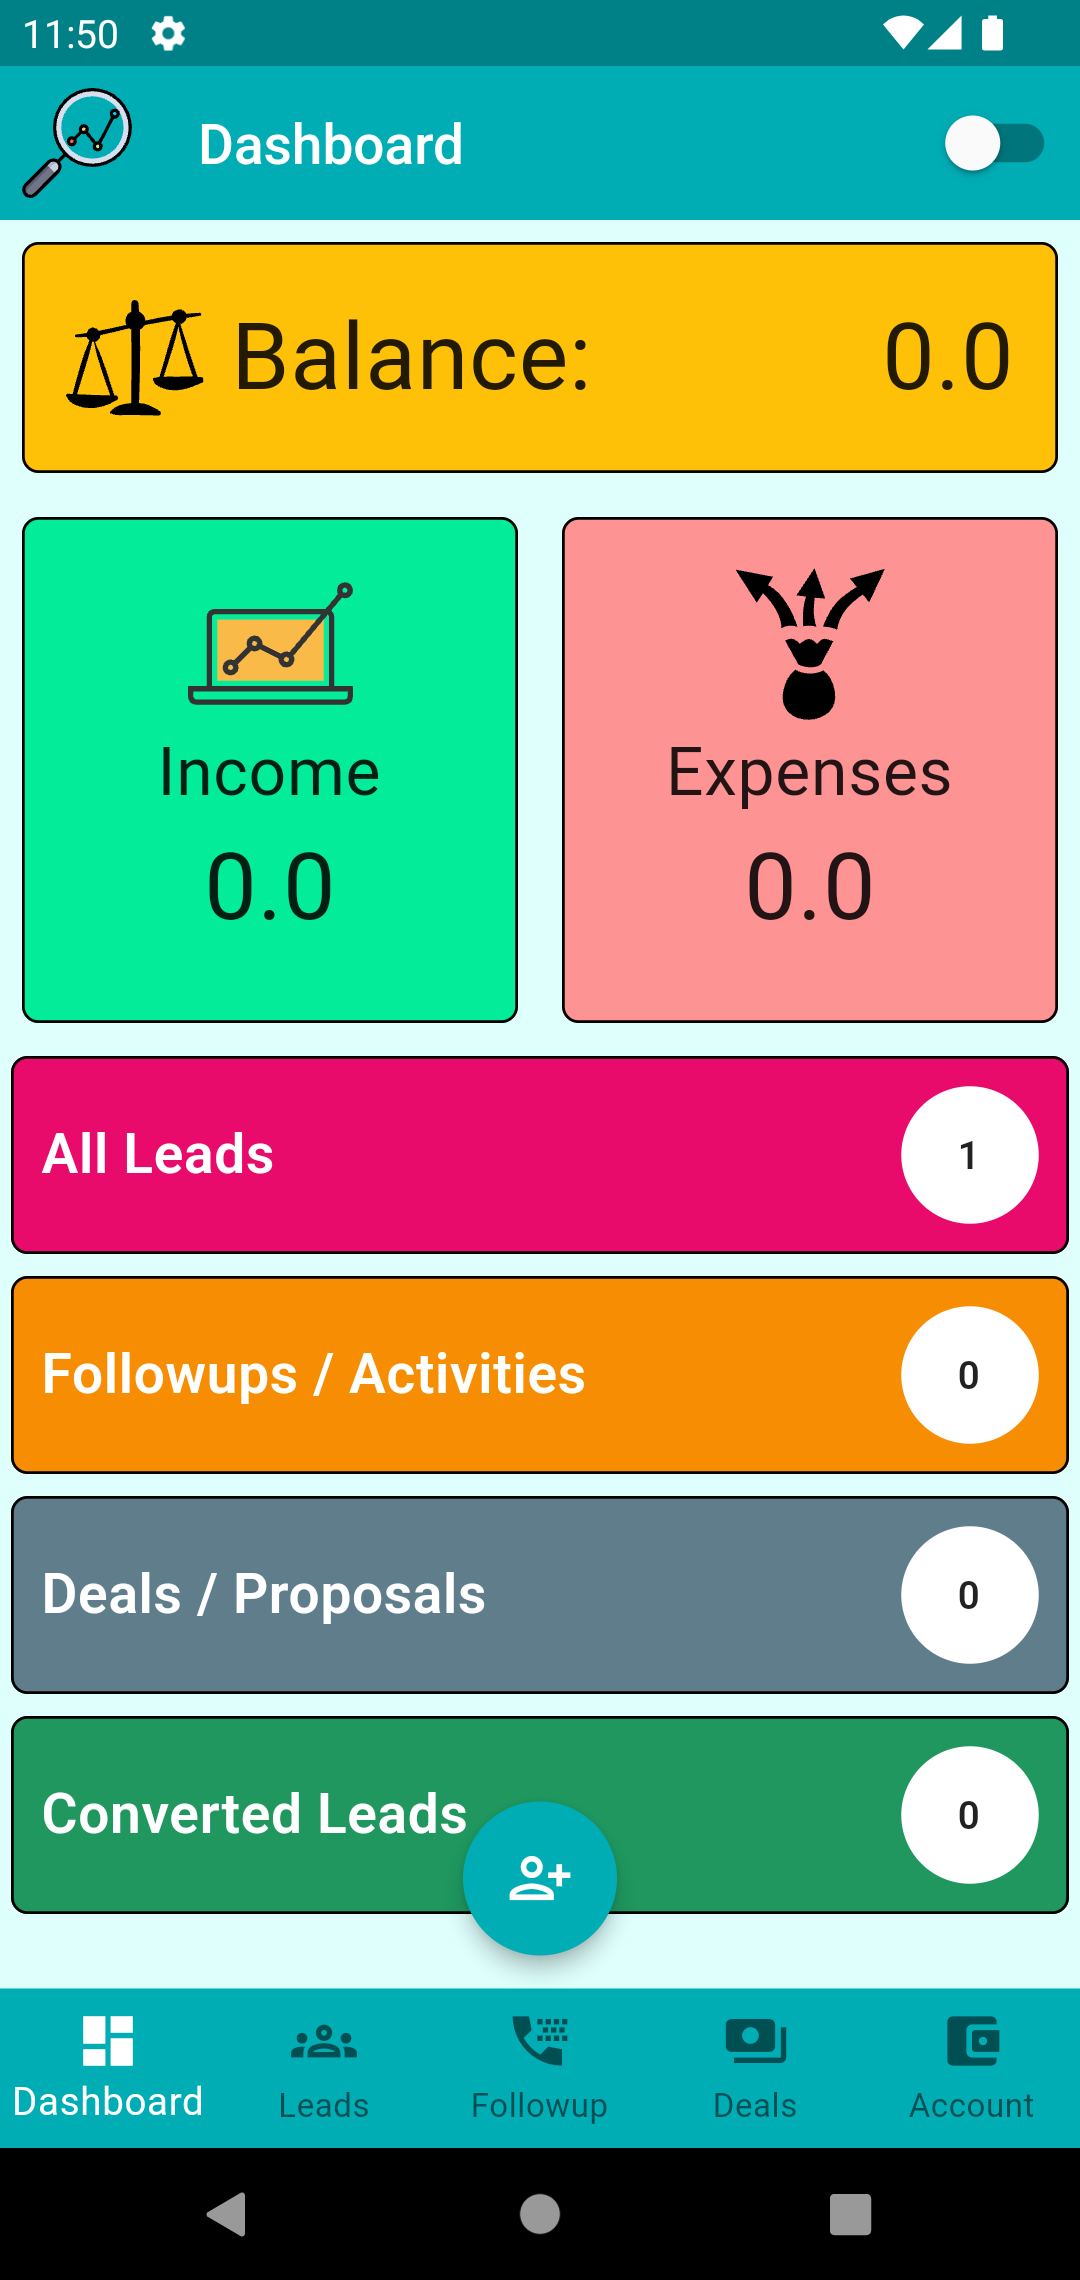 11:50
Dashboard
Balance: 0.0
Income
0.0
Expenses
0.0
All Leads 1
Followups / Activities 0
Deals / Proposals 0
Converted Leads 0
Dashboard Leads Followup Deals Account